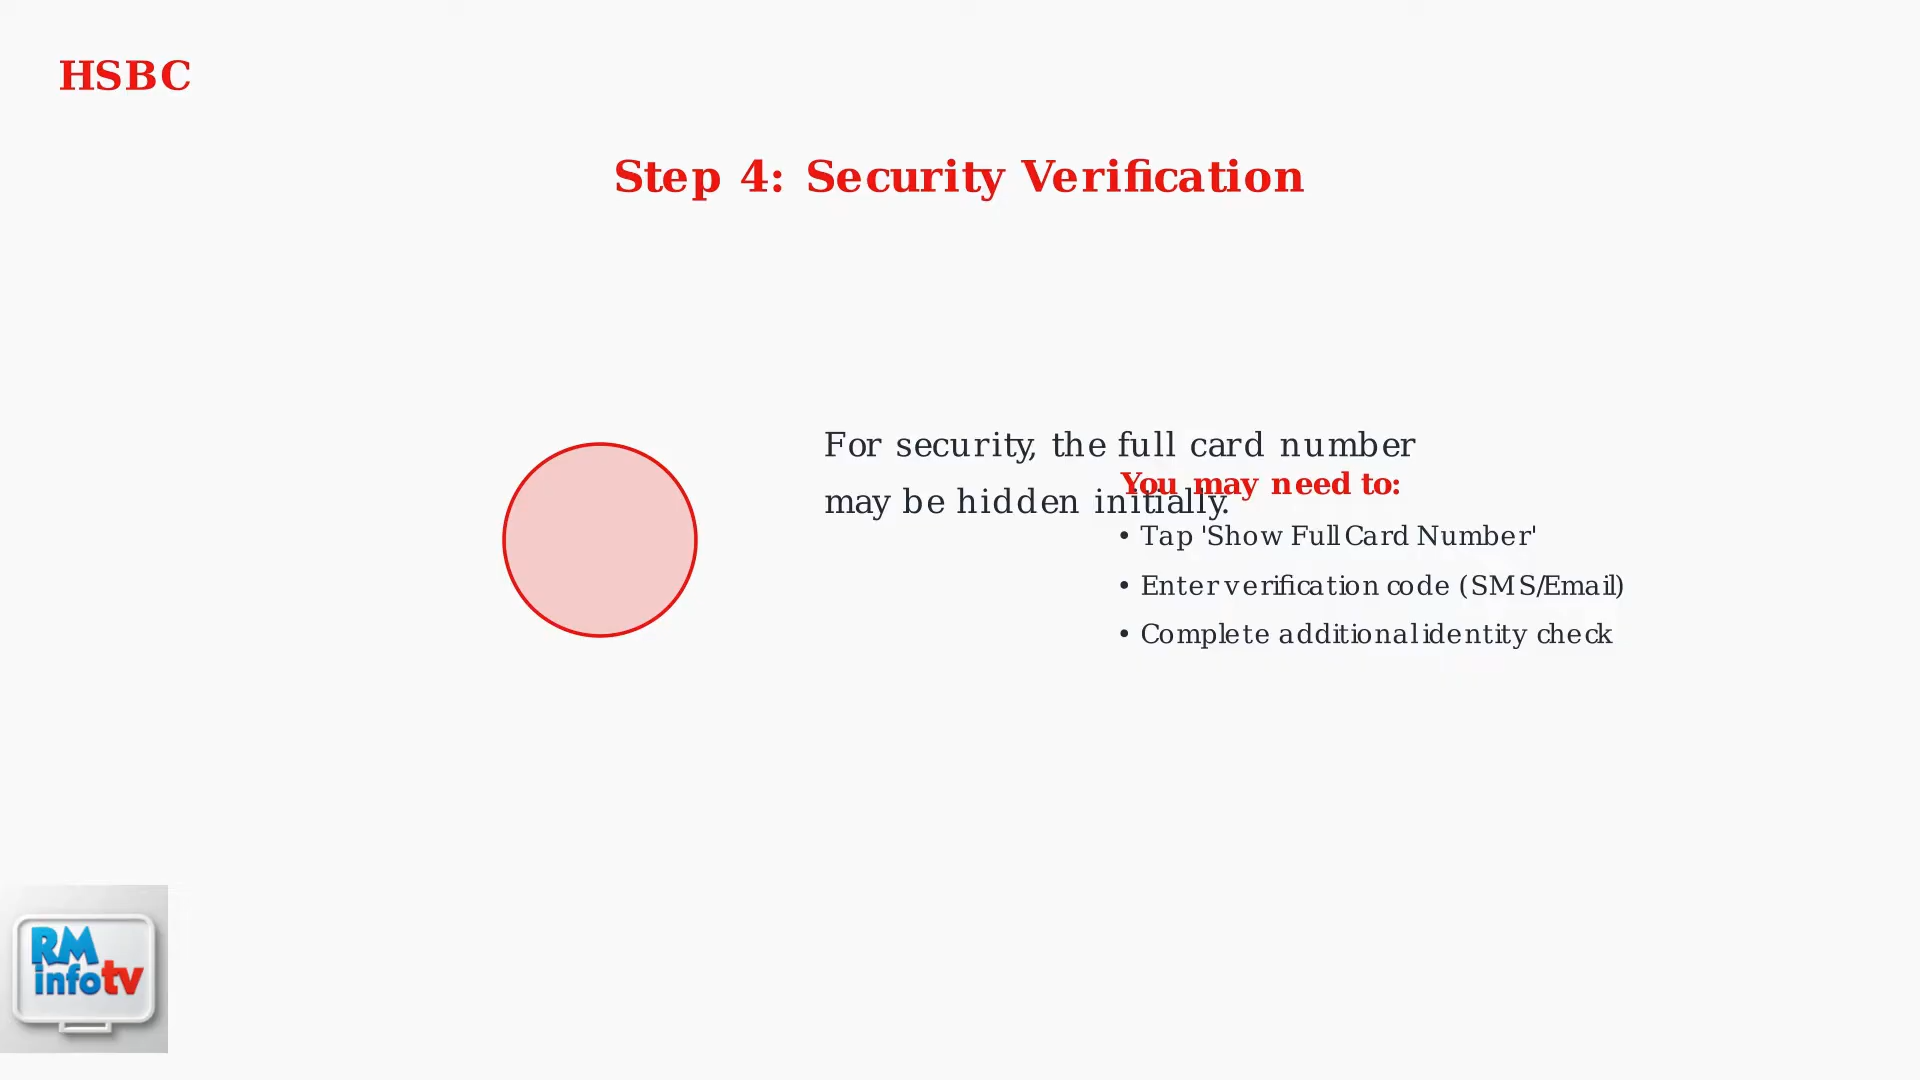 HSBC
Step 4: Security Verification
For security, the full card number
may be hidden initially.
You may need to:
• Tap 'Show Full Card Number'
• Enter verification code (SMS/Email)
• Complete additional identity check
RM
infotv